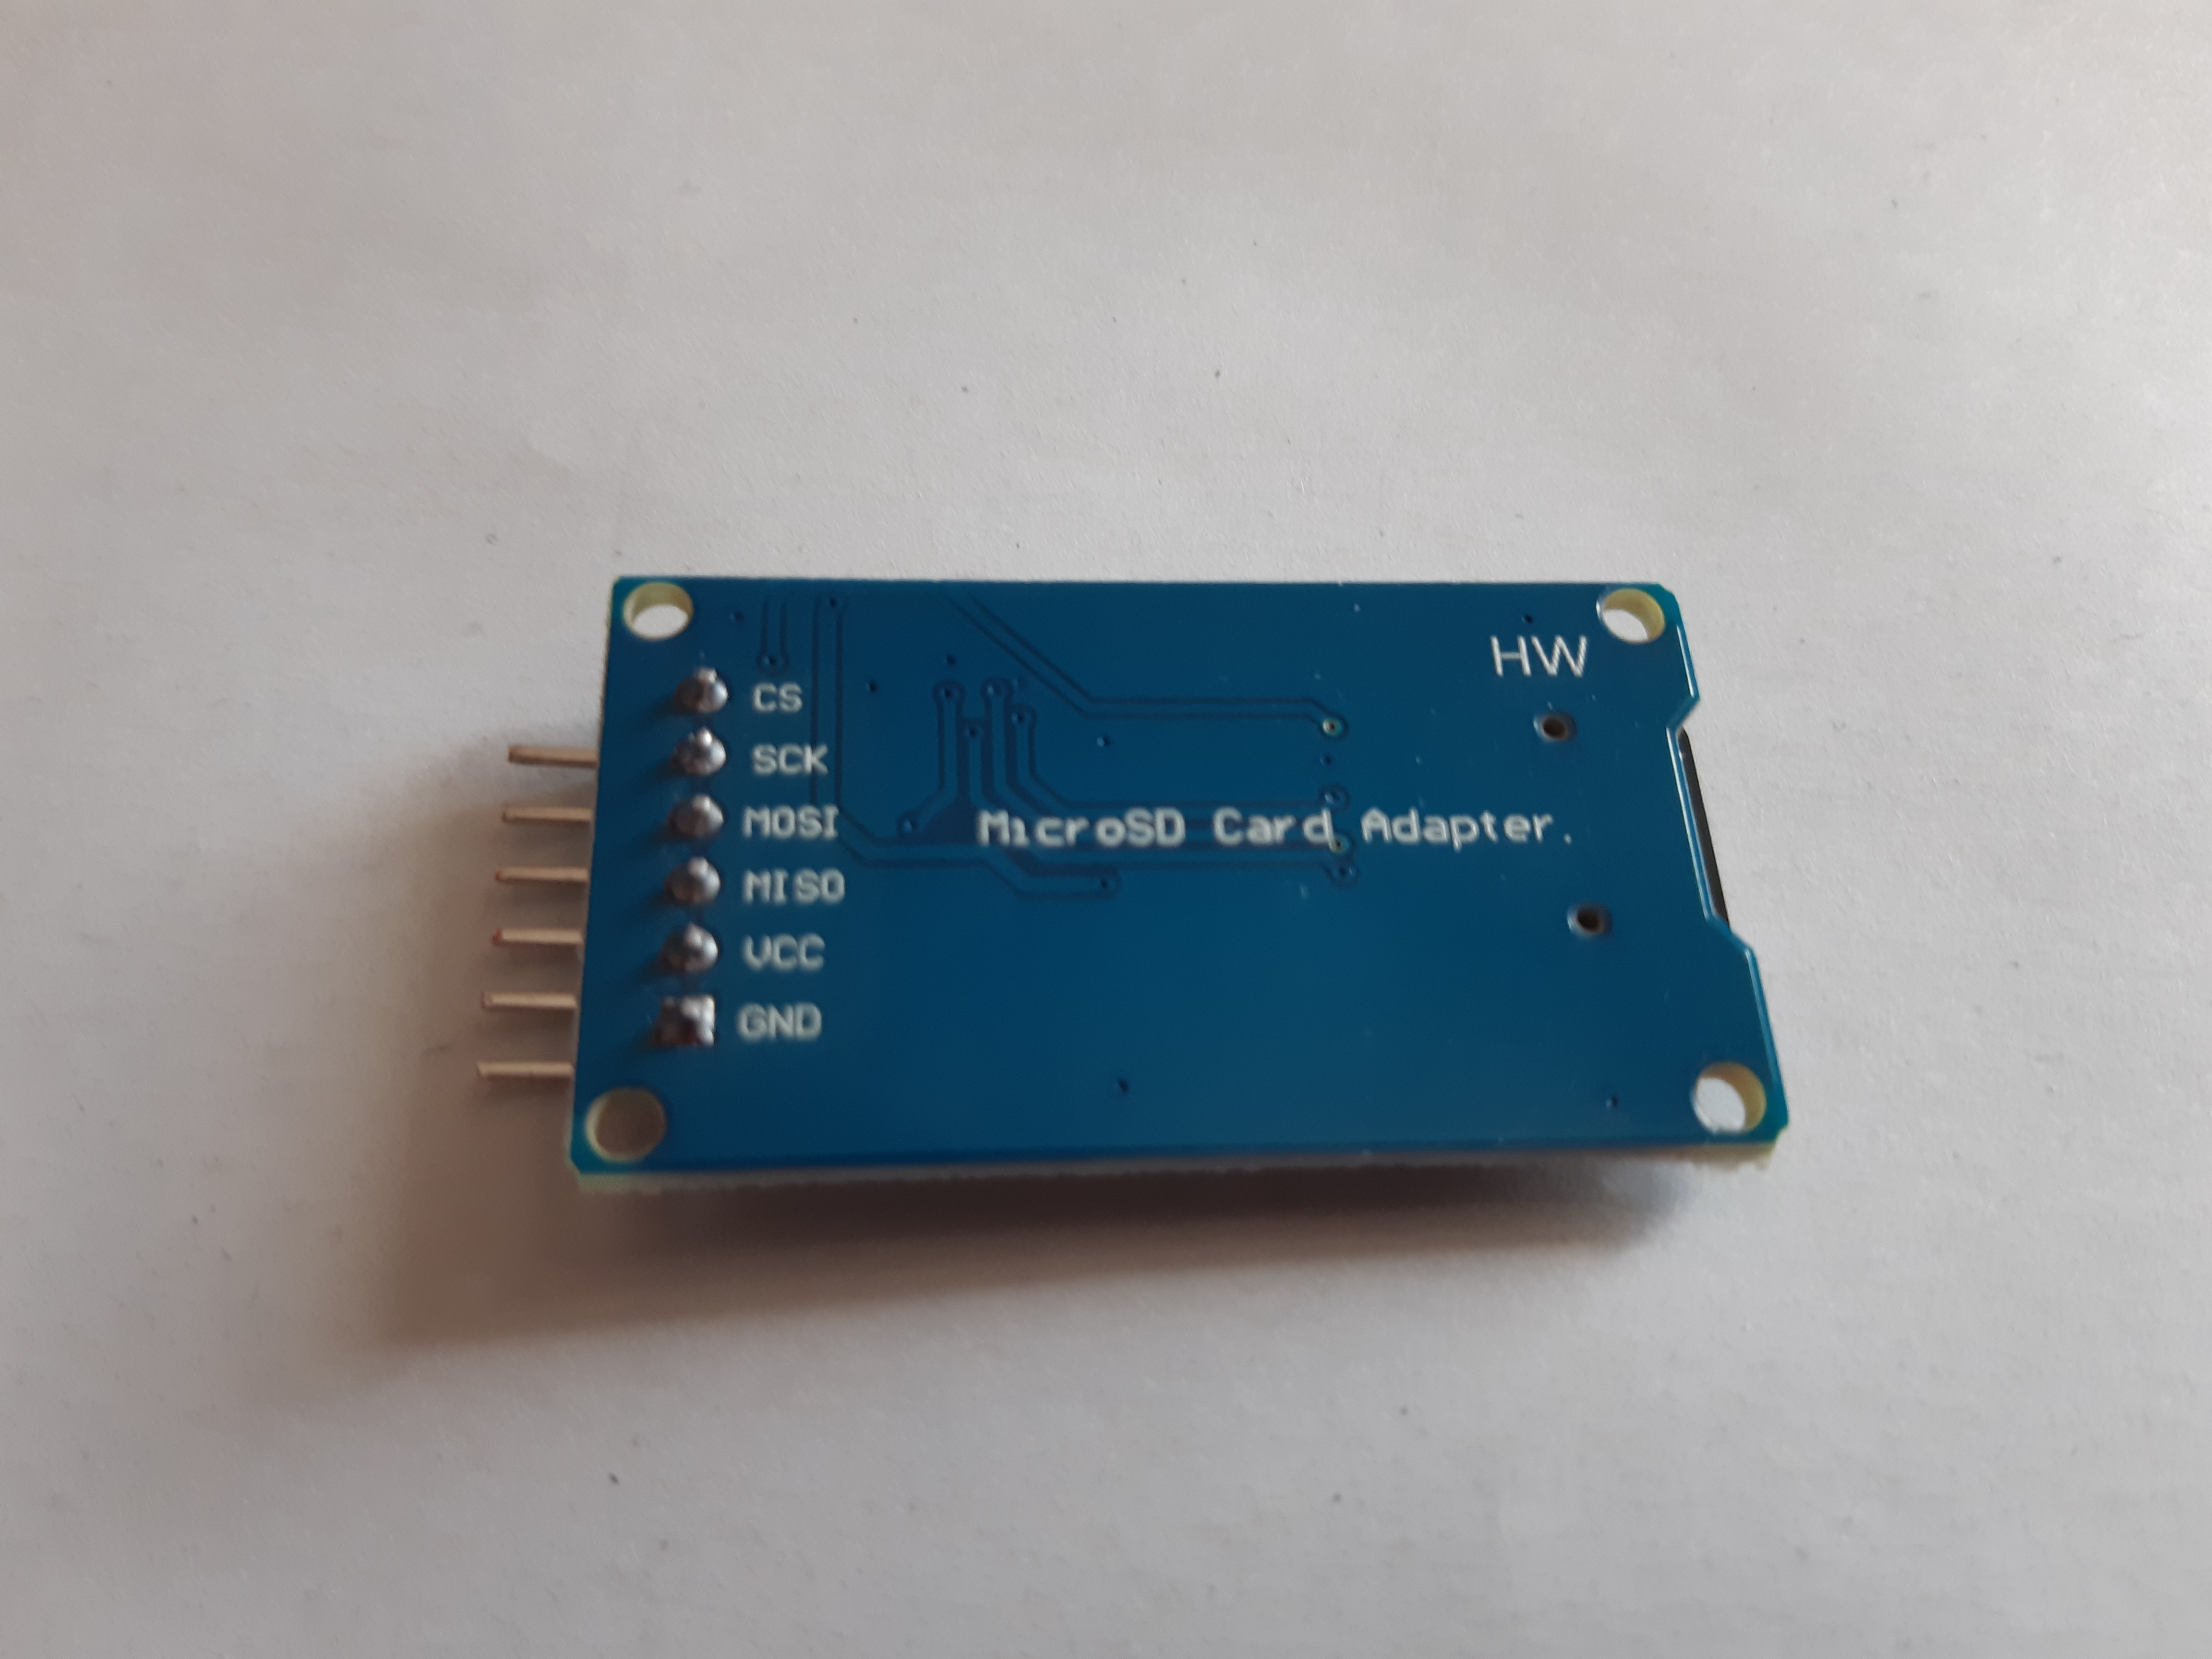 HW
CS
SCK
MOSI
MicroSD Card Adapter.
MISO
VCC
GND